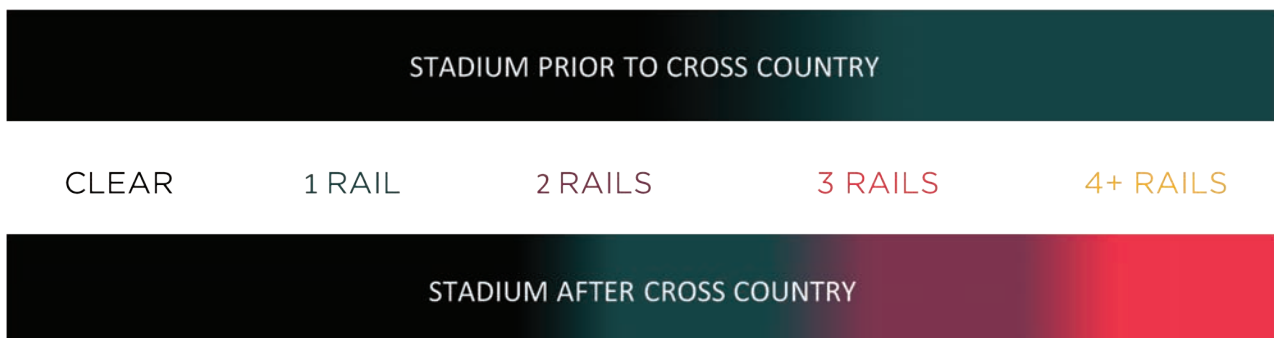 STADIUM PRIOR TO CROSS COUNTRY
CLEAR 1 RAIL 2 RAILS 3 RAILS 4+ RAILS
STADIUM AFTER CROSS COUNTRY